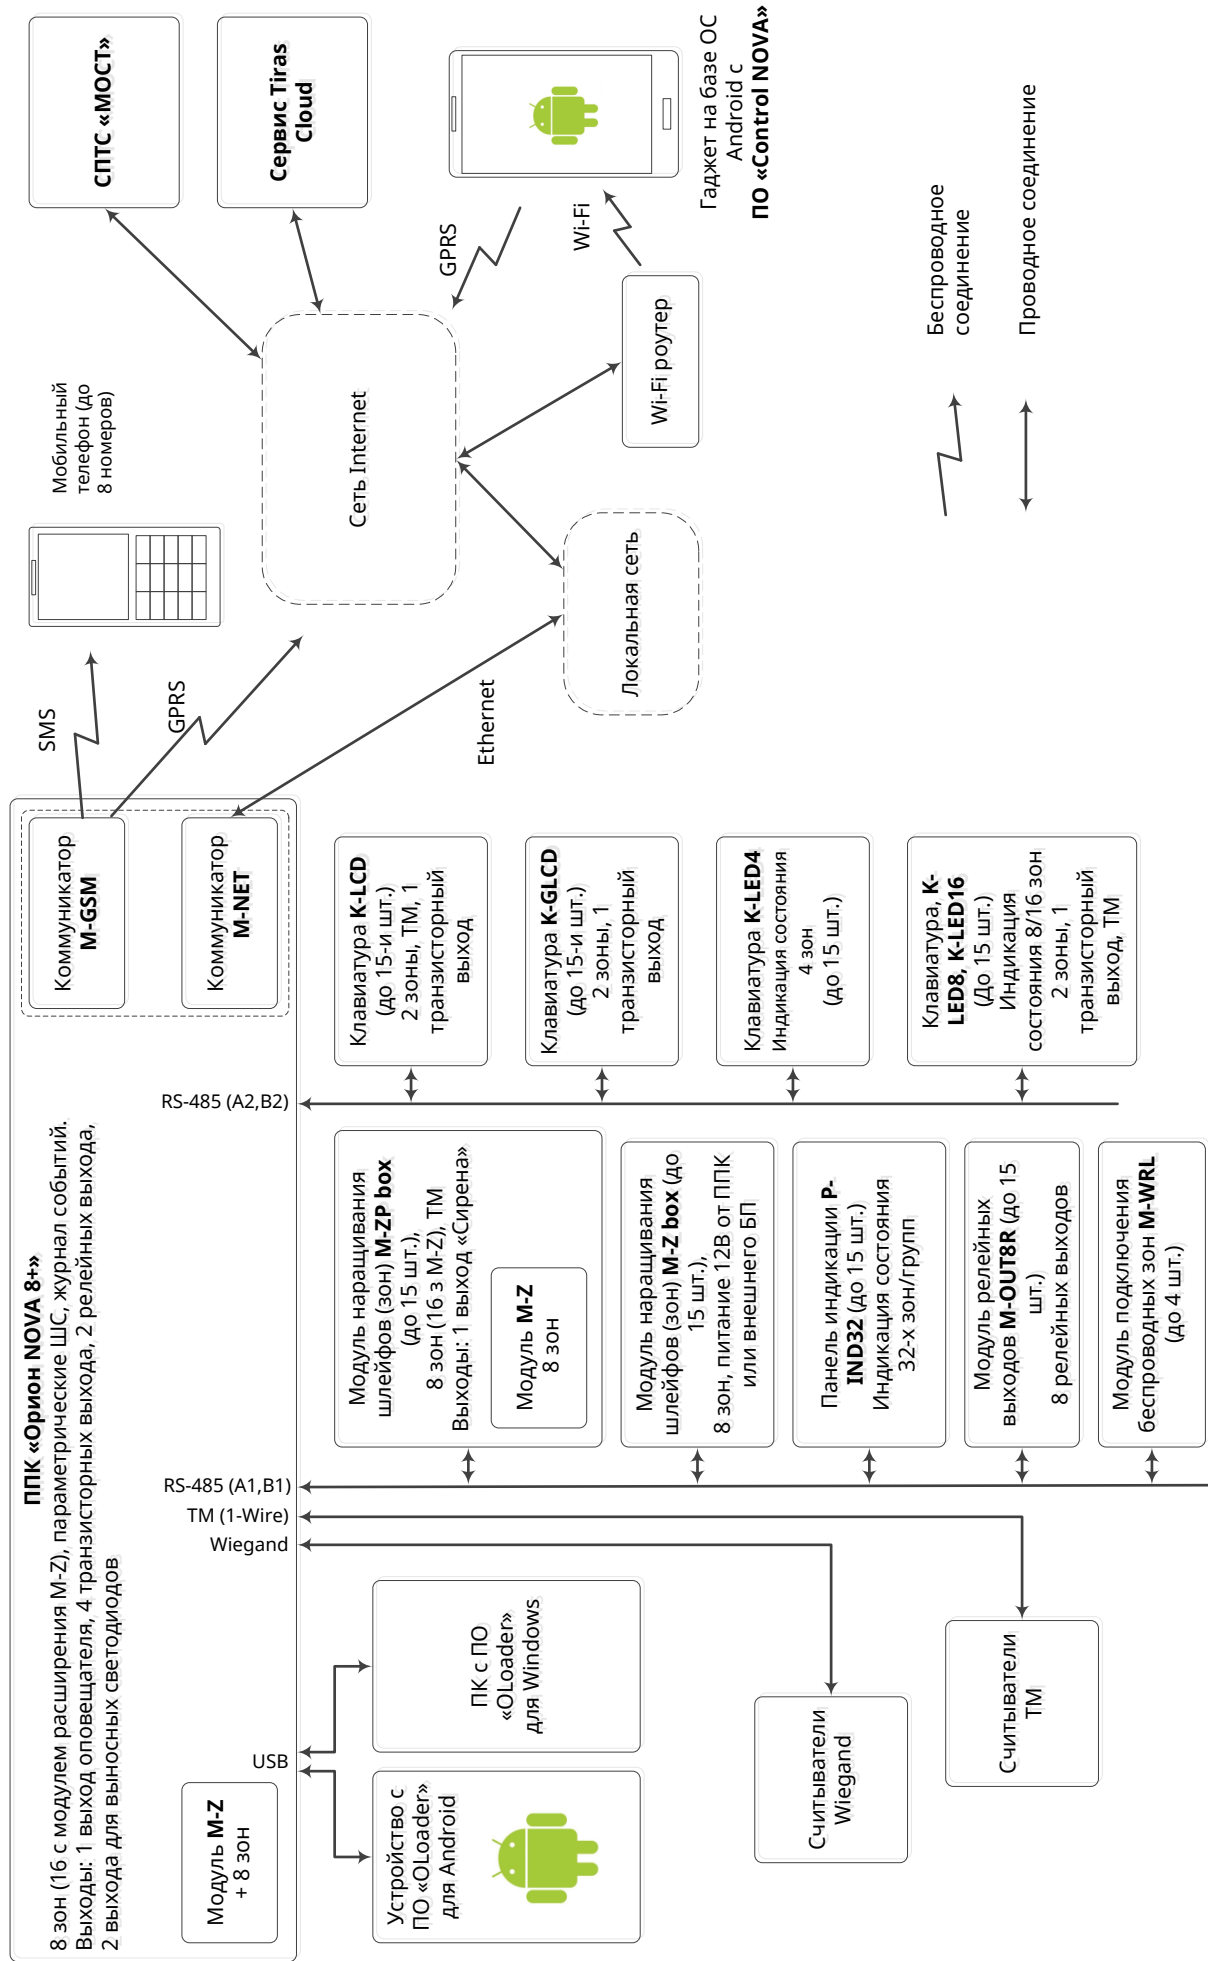 ППК «Орион NOVA 8+»
8 зон (16 с модулем расширения M-Z), параметрические ШС, журнал событий.
Выходы: 1 выход оповещателя, 4 транзисторных выхода, 2 релейных выхода,
2 выхода для выносных светодиодов
Модуль M-Z
+ 8 зон
Коммуникатор
M-GSM
Коммуникатор
M-NET
USB
Wiegand
TM (1-Wire)
RS-485 (A1,B1)
RS-485 (A2,B2)
Устройство с
ПО «OLoader»
для Android
ПК с ПО
«OLoader»
для Windows
Считыватели
Wiegand
Считыватели
TM
Модуль наращивания
шлейфов (зон) M-ZP box
(до 15 шт.),
8 зон (16 з M-Z), TM
Выходы: 1 выход «Сирена»
Модуль M-Z
8 зон
Модуль наращивания
шлейфов (зон) M-Z box (до
15 шт.),
8 зон, питание 12В от ППК
или внешнего БП
Панель индикации P-
IND32 (до 15 шт.)
Индикация состояния
32-х зон/групп
Модуль релейных
выходов M-OUT8R (до 15
шт.)
8 релейных выходов
Модуль подключения
беспроводных зон M-WRL
(до 4 шт.)
Клавиатура K-LCD
(до 15-и шт.)
2 зоны, TM, 1
транзисторный
выход
Клавиатура K-GLCD
(до 15-и шт.)
2 зоны, 1
транзисторный
выход
Клавиатура K-LED4
Индикация состояния
4 зон
(до 15 шт.)
Клавиатура, K-
LED8, K-LED16
(До 15 шт.)
Индикация
состояния 8/16 зон
2 зоны, 1
транзисторный
выход, TM
SMS
GPRS
Ethernet
Мобильный
телефон (до
8 номеров)
Сеть Internet
Локальная сеть
Wi-Fi роутер
СПТС «МОСТ»
Сервис Tiras
Cloud
GPRS
Wi-Fi
Гаджет на базе ОС
Android с
ПО «Control NOVA»
Беспроводное
соединение
Проводное соединение